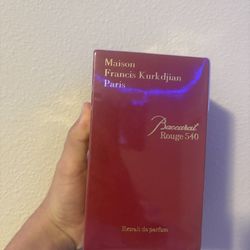 Maison
Francis Kurkdjian
Paris
Baccarat
Rouge 540
Extrait de parfum